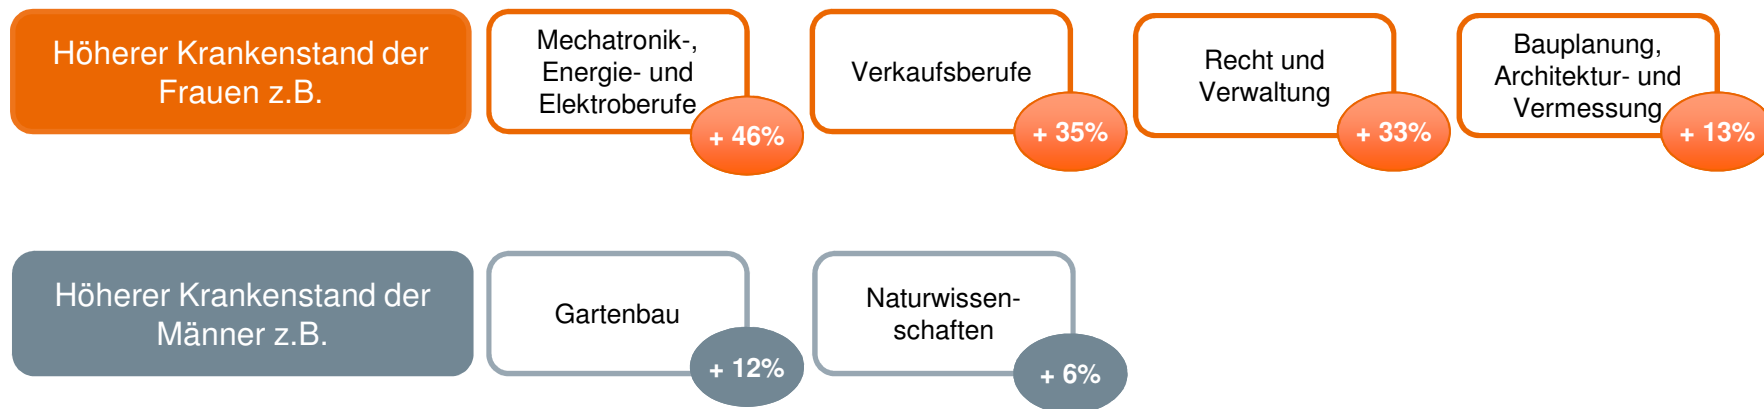 Höherer Krankenstand der
Frauen z.B.
Mechatronik-,
Energie- und
Elektroberufe
+ 46%
Verkaufsberufe
+ 35%
Recht und
Verwaltung
+ 33%
Bauplanung,
Architektur- und
Vermessung
+ 13%
Höherer Krankenstand der
Männer z.B.
Gartenbau
+ 12%
Naturwissen-
schaften
+ 6%